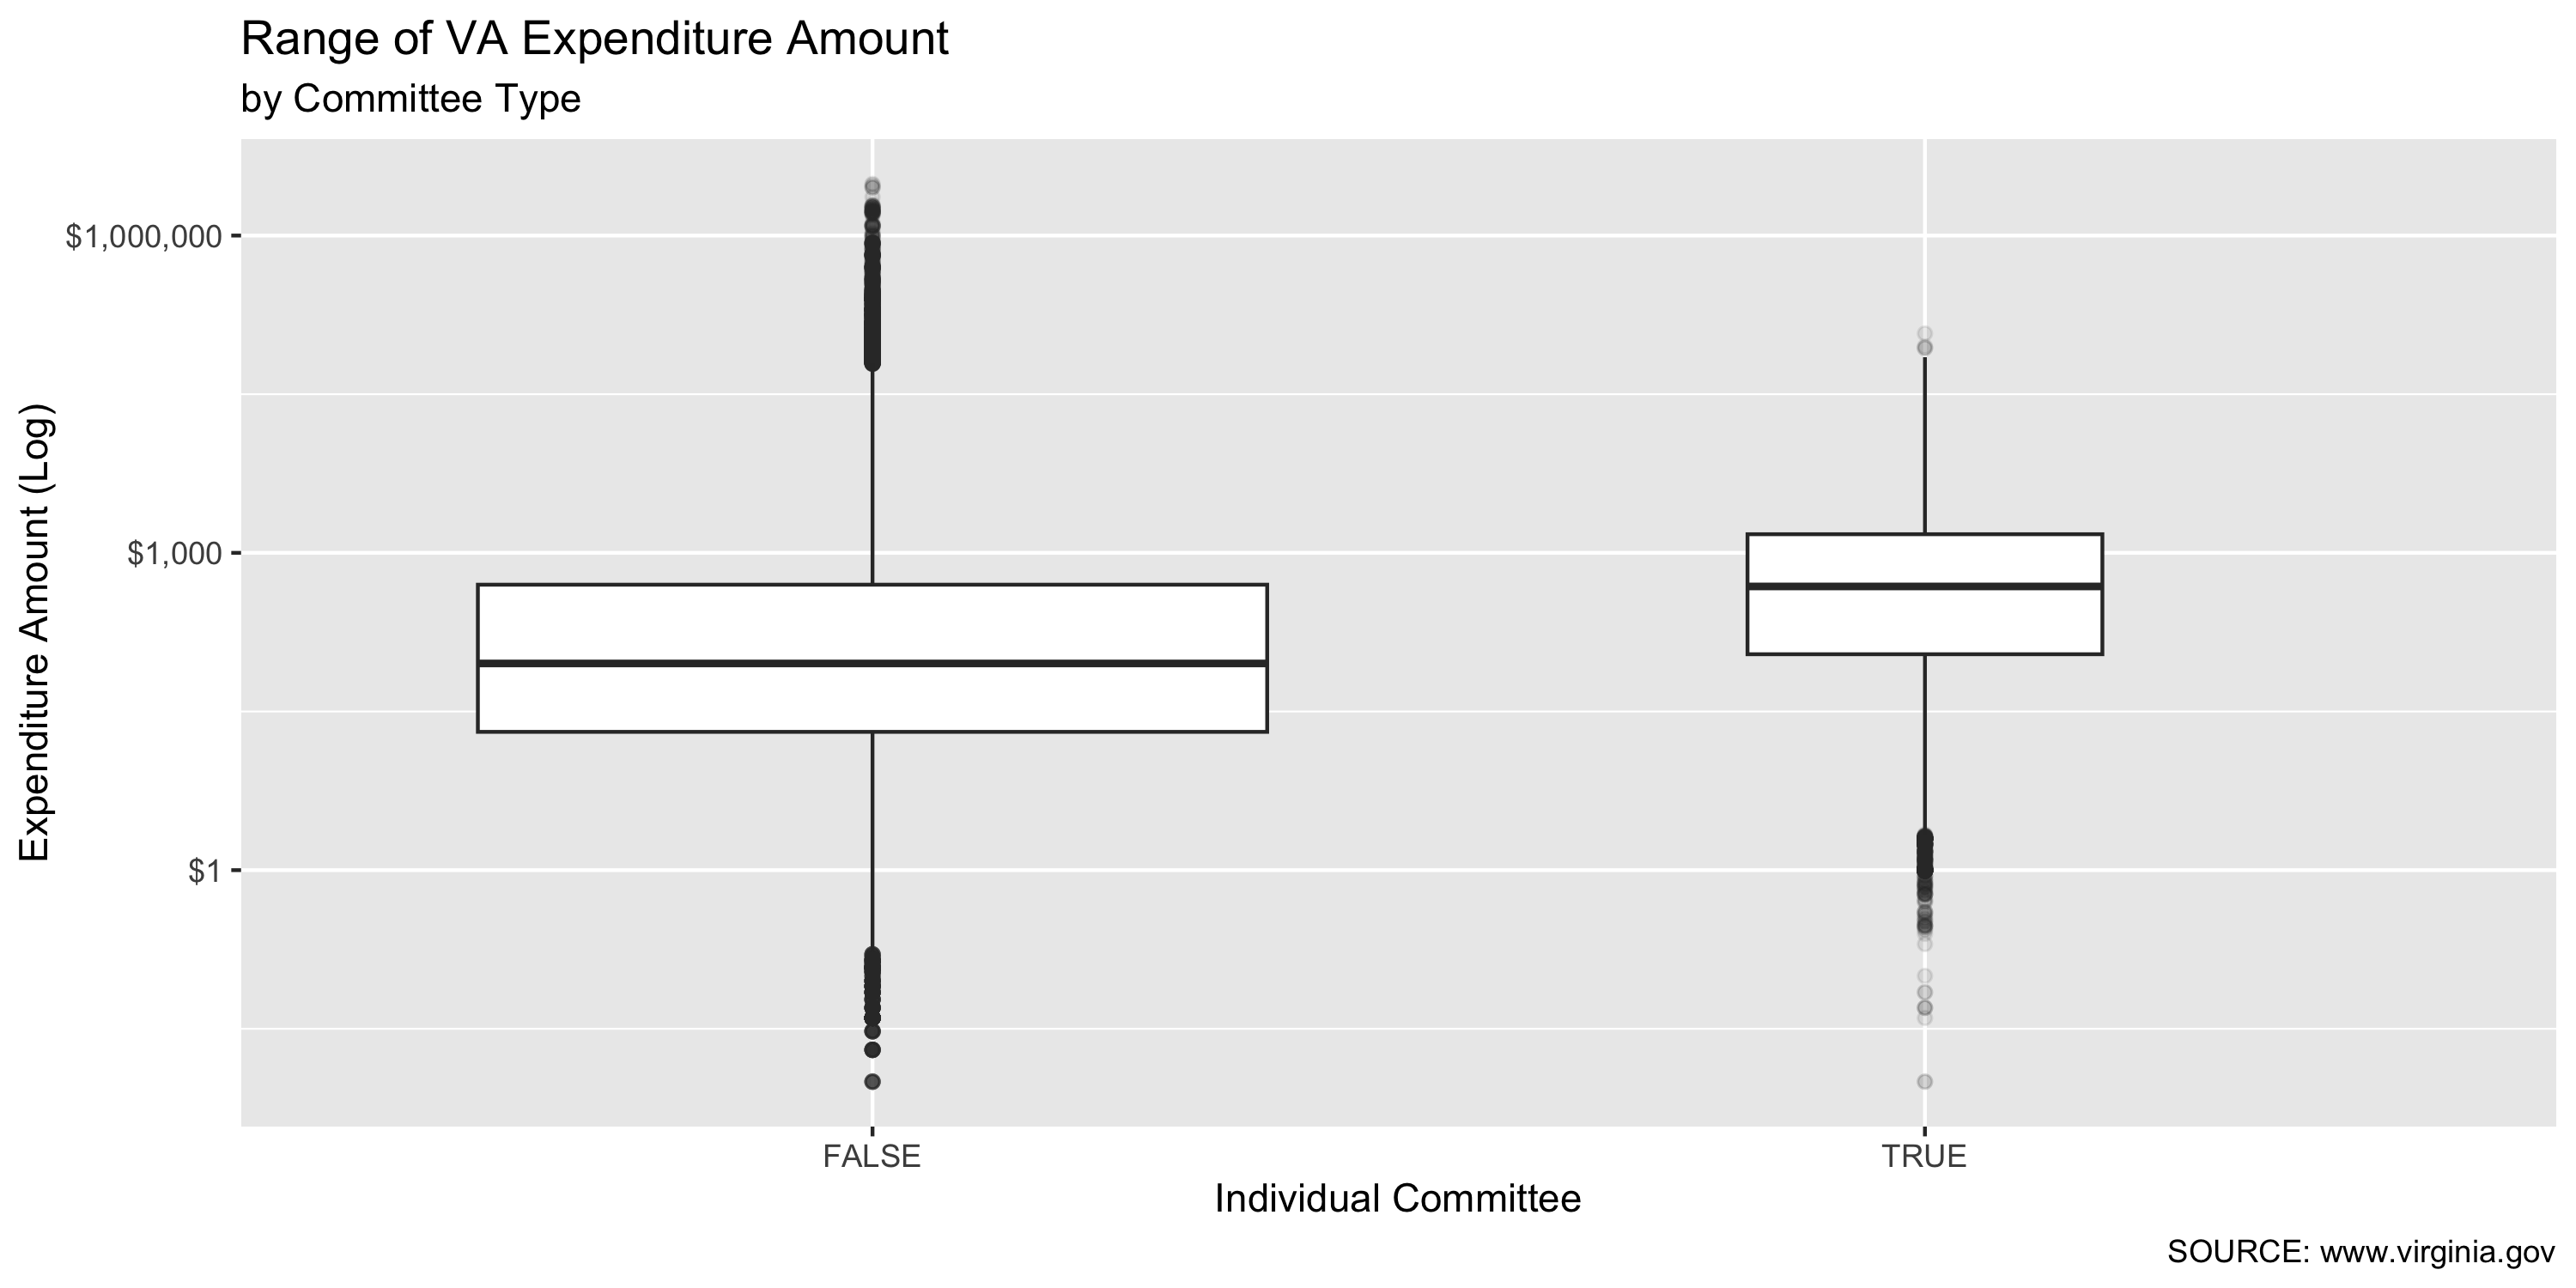 Range of VA Expenditure Amount
by Committee Type
Expenditure Amount (Log)
$1,000,000
$1,000
$1
FALSE
TRUE
Individual Committee
SOURCE: www.virginia.gov